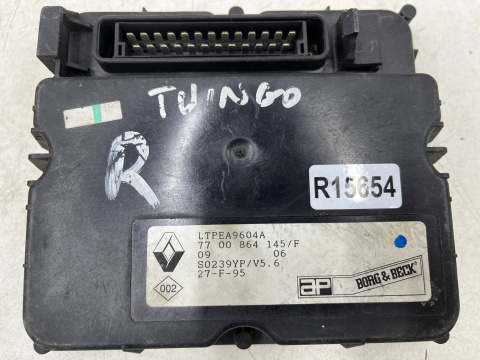 TWINGO
R
R15654
LTPEA9604A
77 00 864 145/F
09 06
S0239YP/V5.6
27-F-95
002
ap BORG & BECK